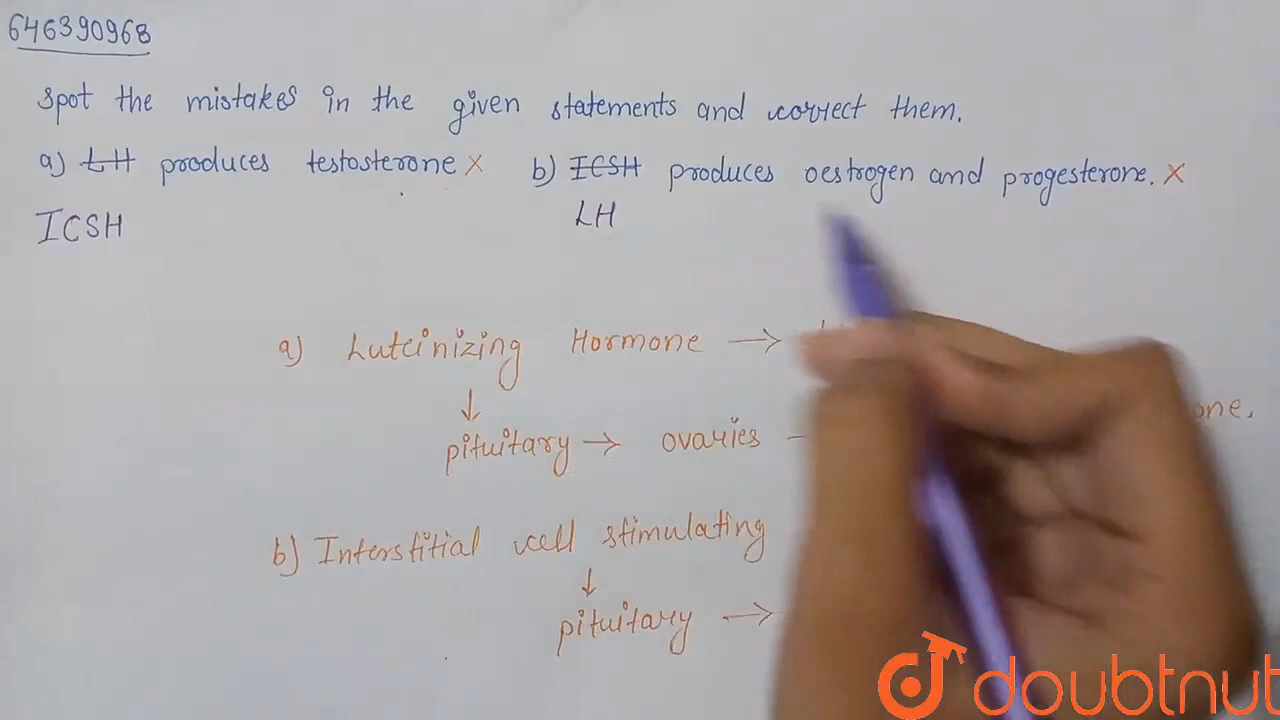 646390968
Spot the mistakes in the given statements and correct them.
a) LH produces testosterone X b) ICSH produces oestrogen and progesterone. X
ICSH LH
a) Luteinizing Hormone →
↓
pituitary → ovaries
b) Interstitial cell stimulating
↓
pituitary →
doubtnut